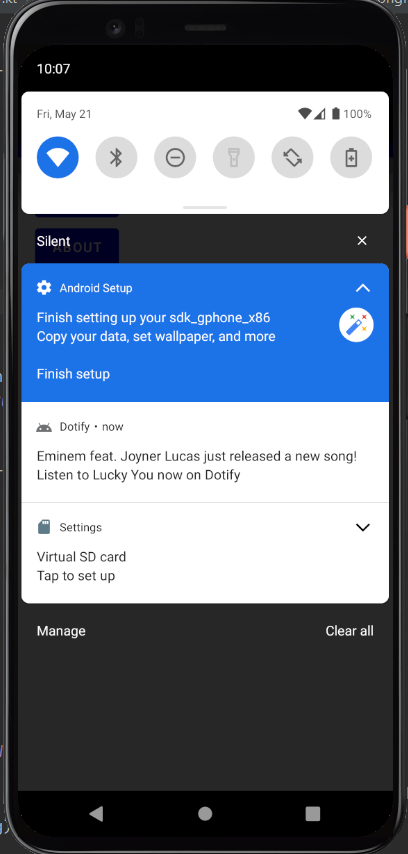 10:07
Fri, May 21
100%
ABOUT
Silent
Android Setup
Finish setting up your sdk_gphone_x86
Copy your data, set wallpaper, and more
Finish setup
Dotify • now
Eminem feat. Joyner Lucas just released a new song!
Listen to Lucky You now on Dotify
Settings
Virtual SD card
Tap to set up
Manage
Clear all